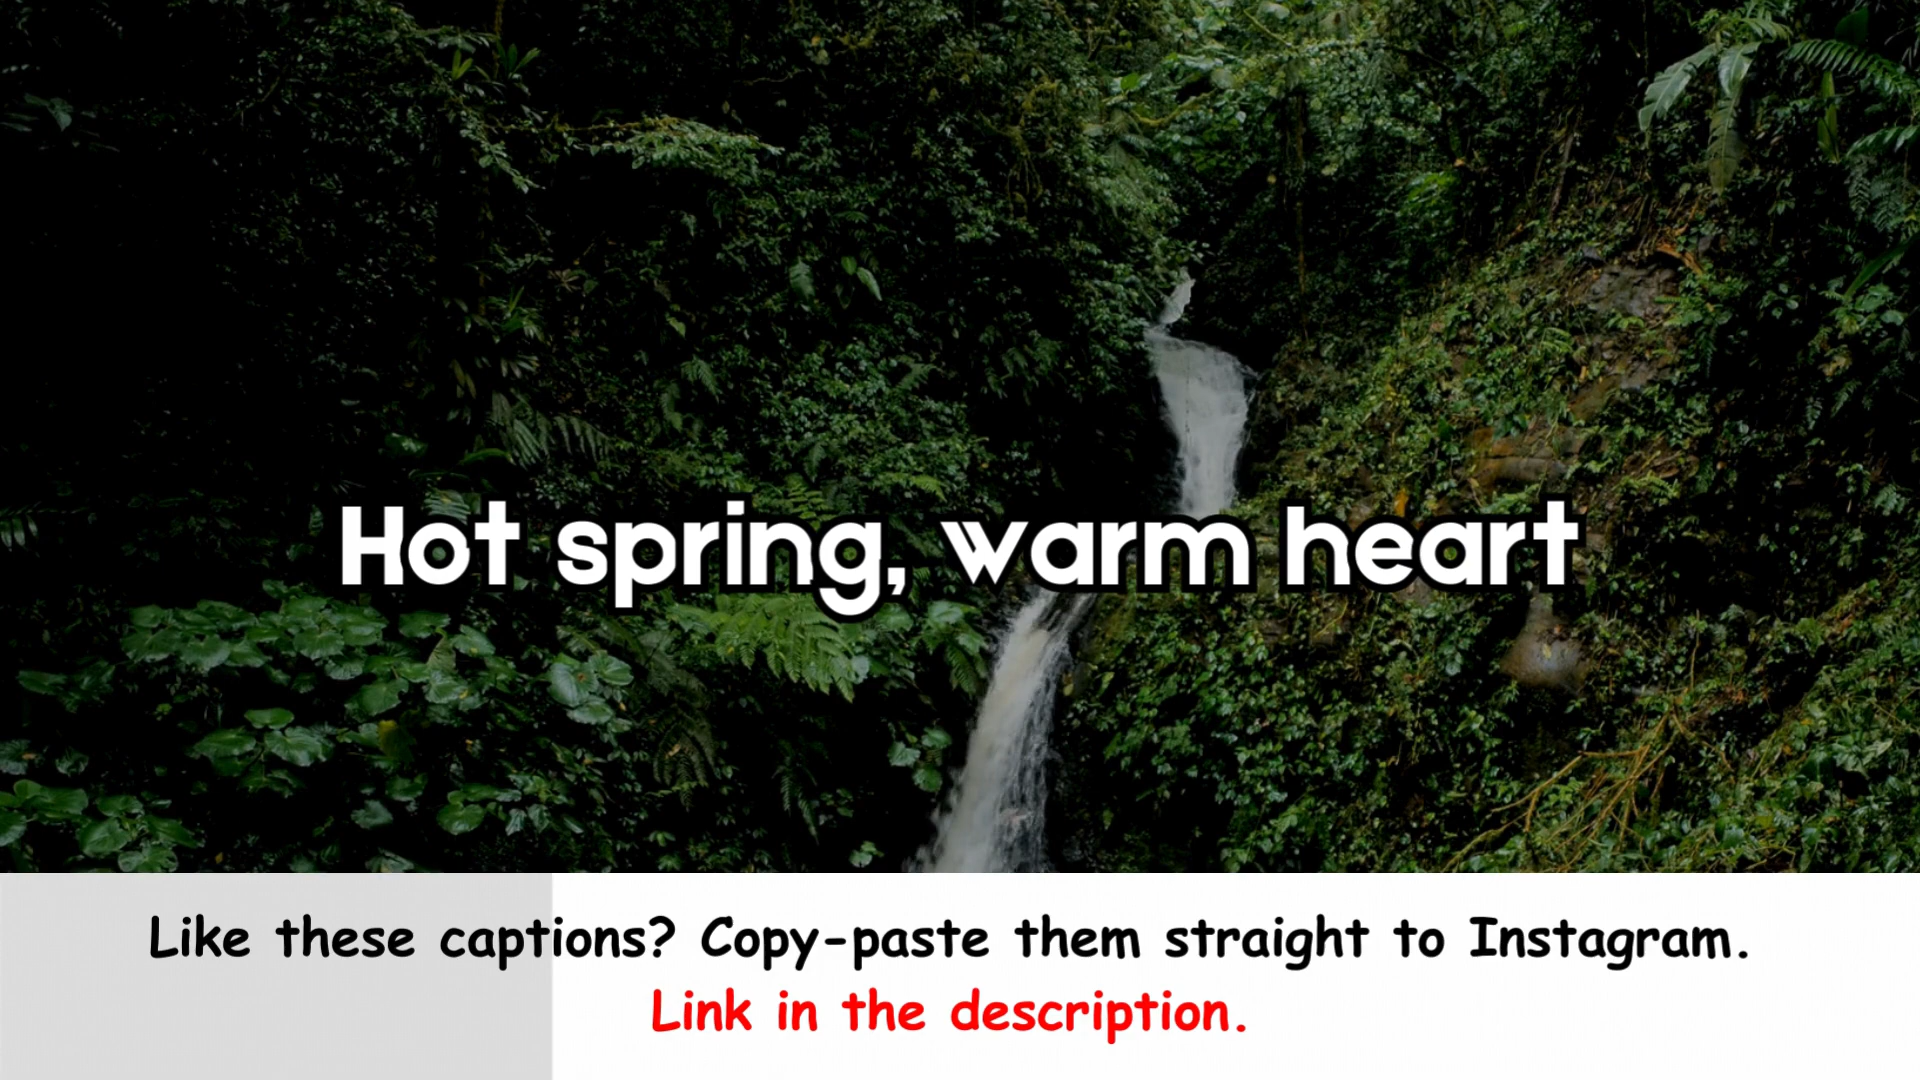 Hot spring, warm heart
Like these captions? Copy-paste them straight to Instagram.
Link in the description.